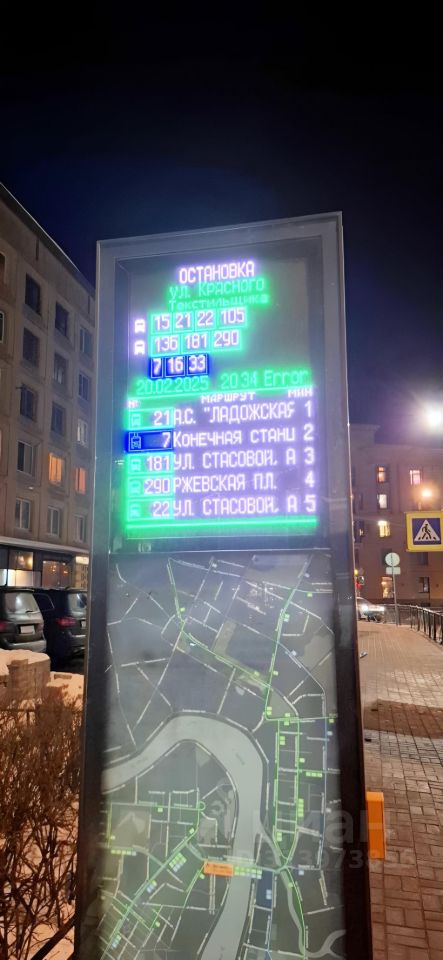 ОСТАНОВКА
УЛ. КРАСНОГО
ТЕКСТИЛЬЩИКА
15 21 22 105
136 181 290
7 16 33
20.02.2025 20 34 Error
№ МАРШРУТ МИН
21 А.С. "ЛАДОЖСКАЯ 1
7 КОНЕЧНАЯ СТАНЦ 2
181 УЛ. СТАСОВОЙ, А 3
290 РЖЕВСКАЯ ПЛ. 4
22 УЛ. СТАСОВОЙ, А 5